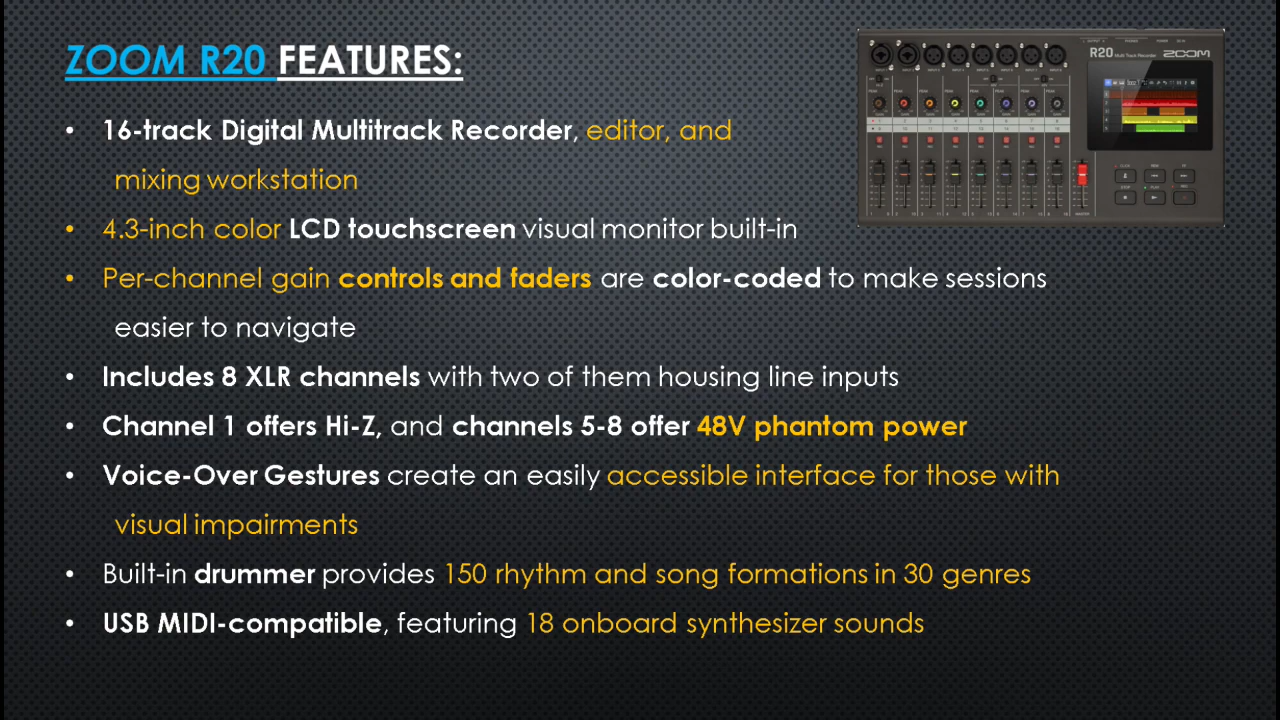 ZOOM R20 FEATURES:
R20 Multi Track Recorder ZOOM
• 16-track Digital Multitrack Recorder, editor, and
mixing workstation
• 4.3-inch color LCD touchscreen visual monitor built-in
• Per-channel gain controls and faders are color-coded to make sessions
easier to navigate
• Includes 8 XLR channels with two of them housing line inputs
• Channel 1 offers Hi-Z, and channels 5-8 offer 48V phantom power
• Voice-Over Gestures create an easily accessible interface for those with
visual impairments
• Built-in drummer provides 150 rhythm and song formations in 30 genres
• USB MIDI-compatible, featuring 18 onboard synthesizer sounds